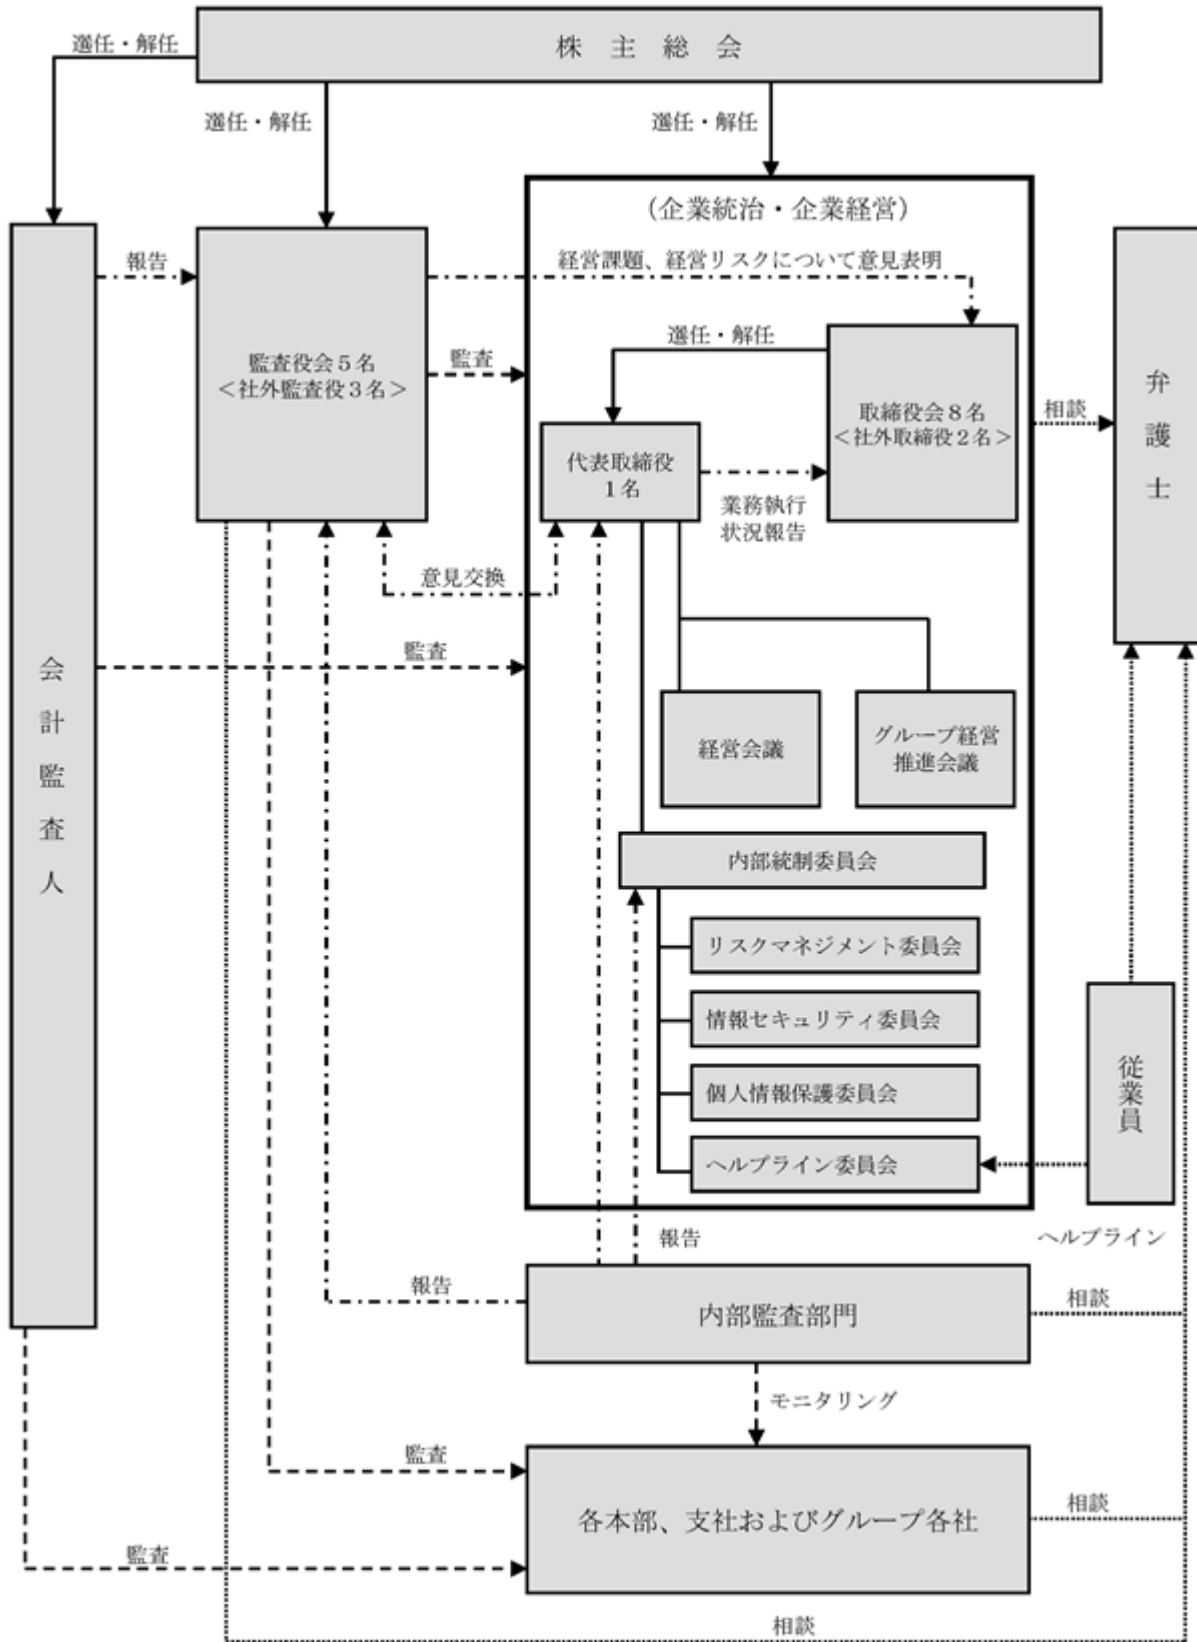 株主総会
選任・解任
選任・解任
選任・解任
(企業統治・企業経営)
報告
経営課題、経営リスクについて意見表明
選任・解任
監査役会5名
<社外監査役3名>
監査
取締役会8名
<社外取締役2名>
相談
弁護士
代表取締役
1名
業務執行
状況報告
意見交換
監査
会計監査人
経営会議
グループ経営
推進会議
内部統制委員会
リスクマネジメント委員会
情報セキュリティ委員会
個人情報保護委員会
ヘルプライン委員会
従業員
ヘルプライン
報告
報告
内部監査部門
相談
モニタリング
監査
各本部、支社およびグループ各社
相談
監査
相談